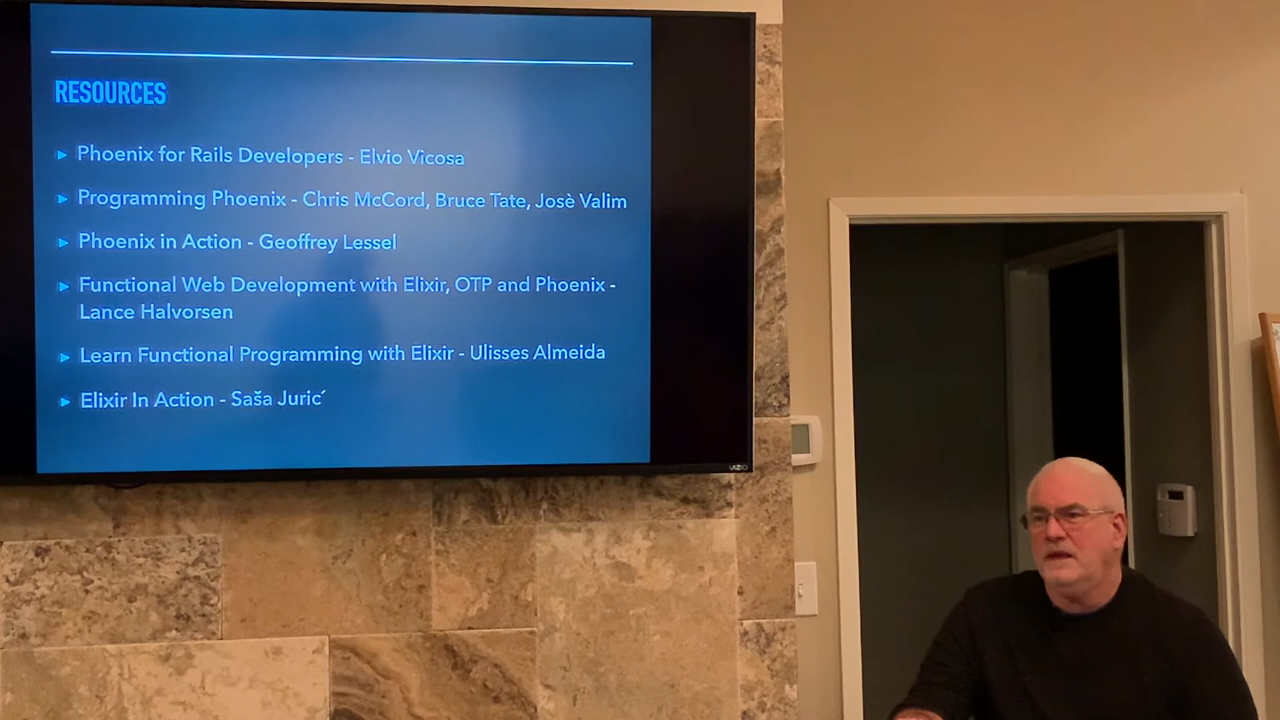 RESOURCES
Phoenix for Rails Developers - Elvio Vicosa
Programming Phoenix - Chris McCord, Bruce Tate, Josè Valim
Phoenix in Action - Geoffrey Lessel
Functional Web Development with Elixir, OTP and Phoenix -
Lance Halvorsen
Learn Functional Programming with Elixir - Ulisses Almeida
Elixir In Action - Saša Juric´
VIZIO